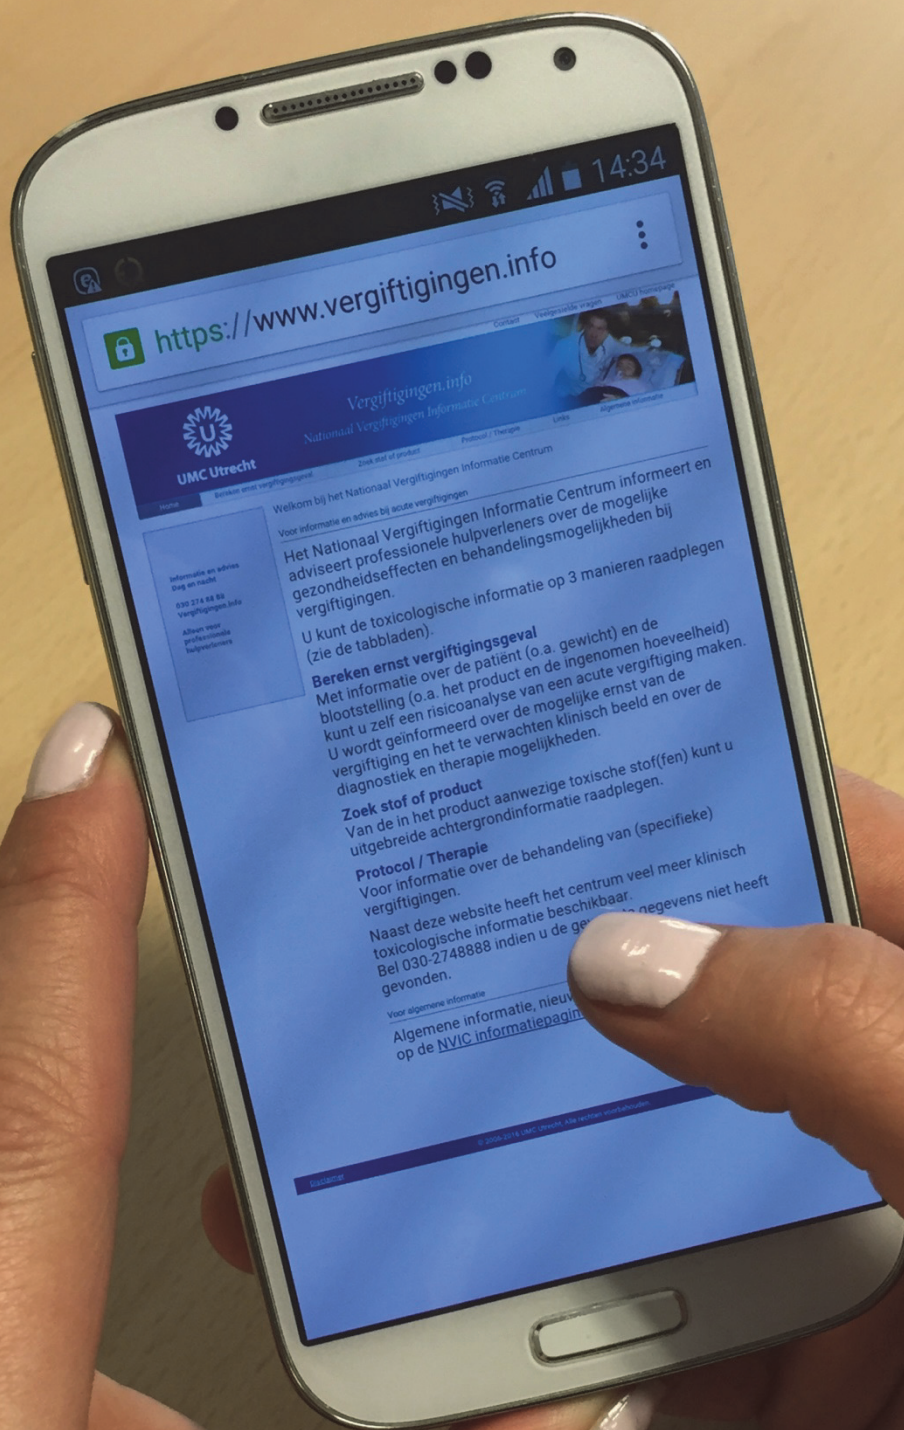 14:34
https://www.vergiftigingen.info
Contact Veelgestelde vragen UMCU homepage
Vergiftigingen.info
Nationaal Vergiftigingen Informatie Centrum
U
UMC Utrecht
Home Bereken ernst vergiftigingsgeval Zoek stof of product Protocol / Therapie Links Algemene informatie
Welkom bij het Nationaal Vergiftigingen Informatie Centrum
Informatie en advies
Dag en nacht
030 274 88 88
Vergiftigingen.info
Alleen voor
professionele
hulpverleners
Voor informatie en advies bij acute vergiftigingen
Het Nationaal Vergiftigingen Informatie Centrum informeert en
adviseert professionele hulpverleners over de mogelijke
gezondheidseffecten en behandelingsmogelijkheden bij
vergiftigingen.
U kunt de toxicologische informatie op 3 manieren raadplegen
(zie de tabbladen).
Bereken ernst vergiftigingsgeval
Met informatie over de patiënt (o.a. gewicht) en de
blootstelling (o.a. het product en de ingenomen hoeveelheid)
kunt u zelf een risicoanalyse van een acute vergiftiging maken.
U wordt geïnformeerd over de mogelijke ernst van de
vergiftiging en het te verwachten klinisch beeld en over de
diagnostiek en therapie mogelijkheden.
Zoek stof of product
Van de in het product aanwezige toxische stof(fen) kunt u
uitgebreide achtergrondinformatie raadplegen.
Protocol / Therapie
Voor informatie over de behandeling van (specifieke)
vergiftigingen.
Naast deze website heeft het centrum veel meer klinisch
toxicologische informatie beschikbaar.
Bel 030-2748888 indien u de gegevens niet heeft
gevonden.
Voor algemene informatie
Algemene informatie,
op de NVIC
Disclaimer © 2006-2014 UMC Utrecht, Alle rechten voorbehouden